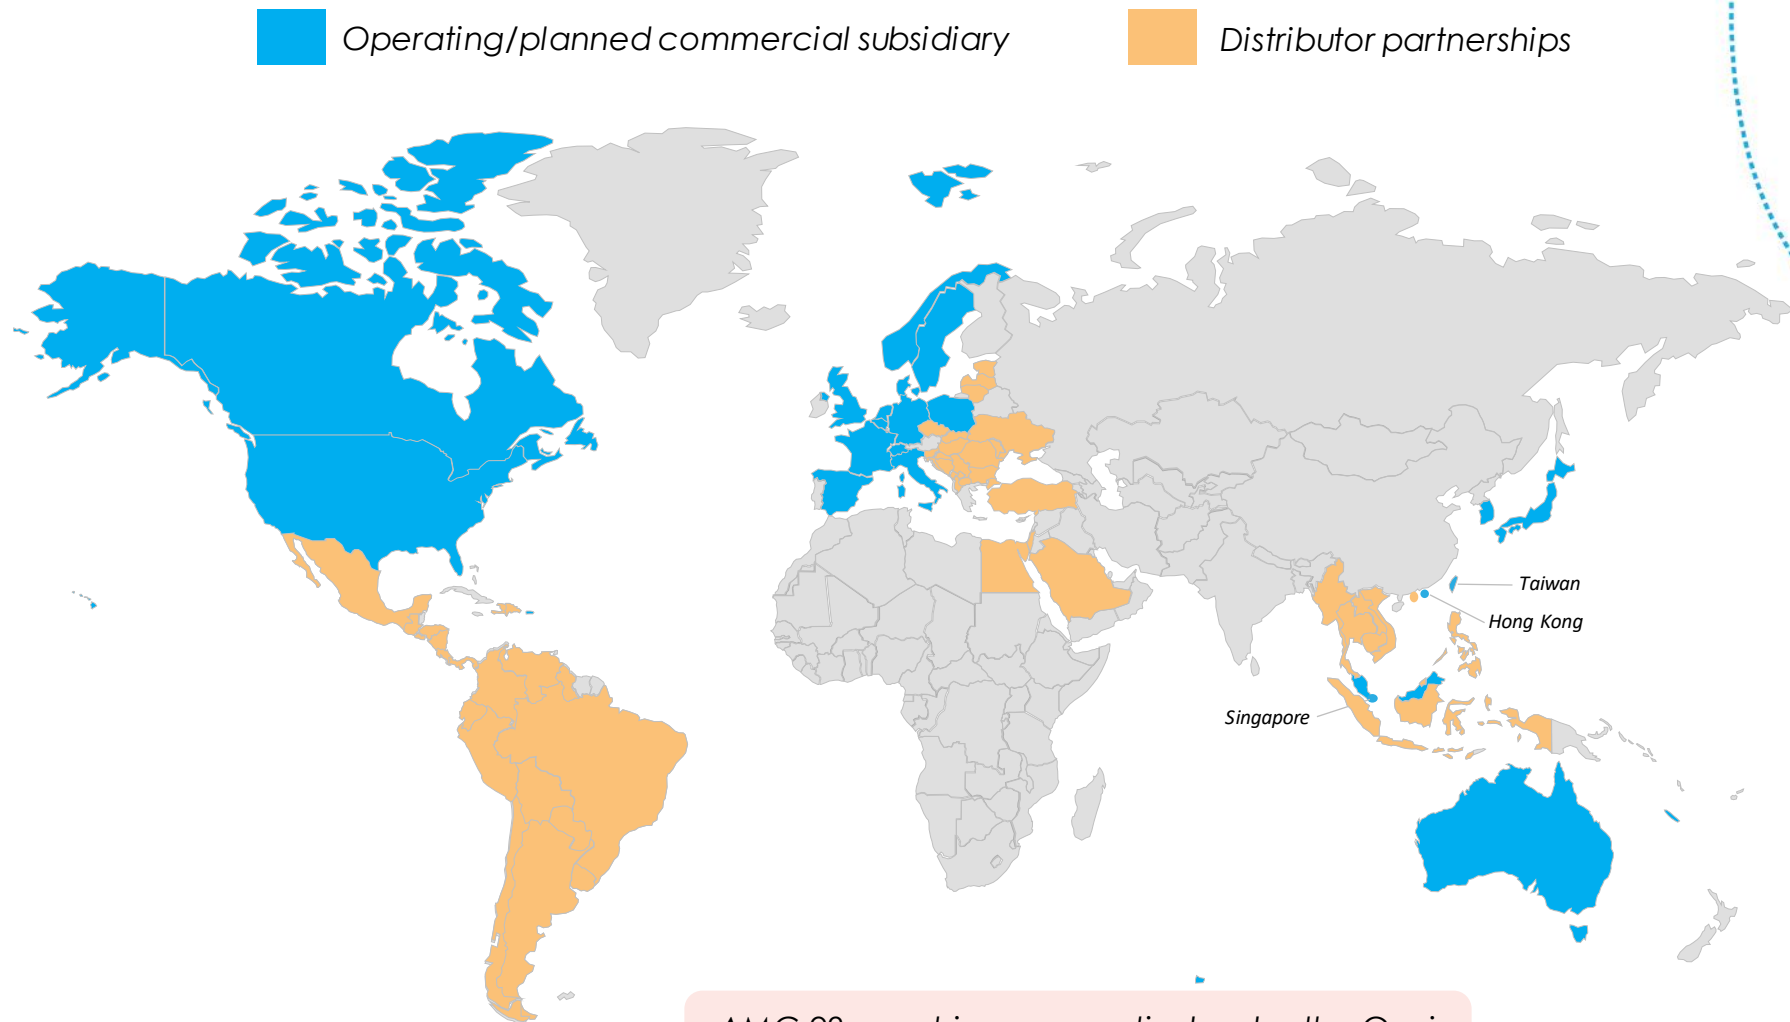 Operating/planned commercial subsidiary
Distributor partnerships
Taiwan
Hong Kong
Singapore